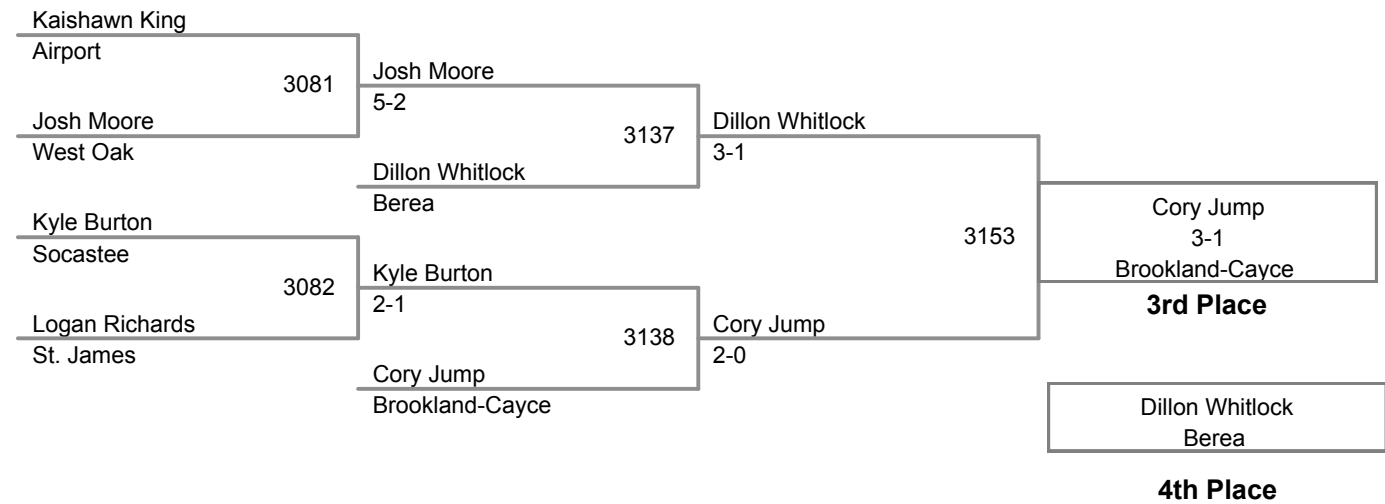 Kaishawn King
Airport
3081
Josh Moore
West Oak
Kyle Burton
Socastee
3082
Logan Richards
St. James
Josh Moore
5-2
3137
Dillon Whitlock
Berea
Kyle Burton
2-1
3138
Cory Jump
Brookland-Cayce
Dillon Whitlock
3-1
3153
Cory Jump
2-0
Cory Jump
3-1
Brookland-Cayce
3rd Place
Dillon Whitlock
Berea
4th Place